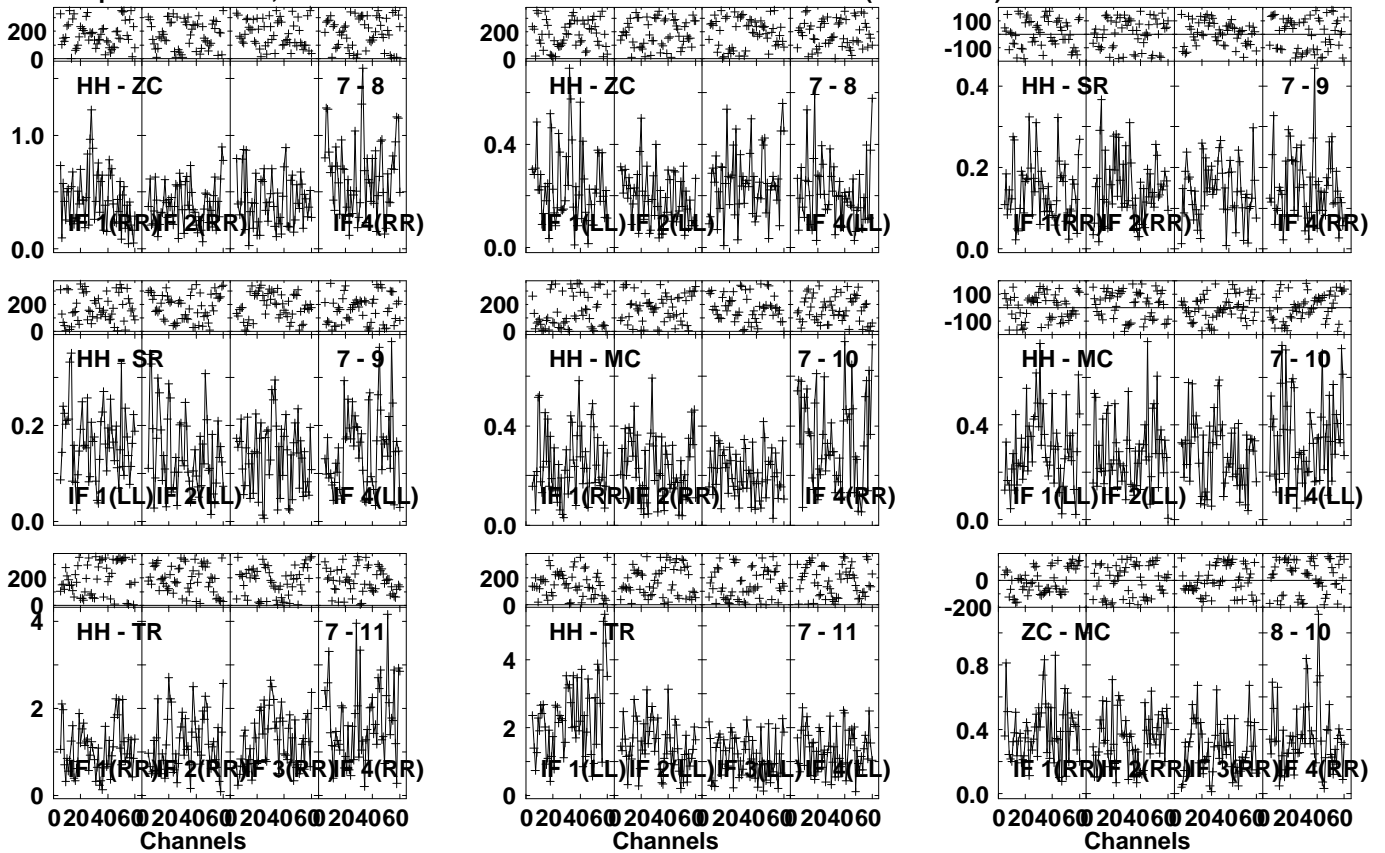 200
0
HH - ZC 7 - 8
1.0
0.0
IF 1(RR) IF 2(RR) IF 4(RR)
200
0
HH - ZC 7 - 8
0.4
0.0
IF 1(LL) IF 2(LL) IF 4(LL)
100
-100
HH - SR 7 - 9
0.4
0.2
0.0
IF 1(RR) IF 2(RR) IF 4(RR)
200
0
HH - SR 7 - 9
0.2
0.0
IF 1(LL) IF 2(LL) IF 4(LL)
200
0
HH - MC 7 - 10
0.4
0.0
IF 1(RR) IF 2(RR) IF 4(RR)
100
-100
HH - MC 7 - 10
0.4
0.0
IF 1(LL) IF 2(LL) IF 4(LL)
200
0
HH - TR 7 - 11
4
2
0
IF 1(RR) IF 2(RR) IF 3(RR) IF 4(RR)
0 20 40 60 0 20 40 60 0 20 40 60 0 20 40 60
Channels
200
0
HH - TR 7 - 11
4
2
0
IF 1(LL) IF 2(LL) IF 3(LL) IF 4(LL)
0 20 40 60 0 20 40 60 0 20 40 60 0 20 40 60
Channels
0
-200
ZC - MC 8 - 10
0.8
0.4
0.0
IF 1(RR) IF 2(RR) IF 3(RR) IF 4(RR)
0 20 40 60 0 20 40 60 0 20 40 60 0 20 40 60
Channels